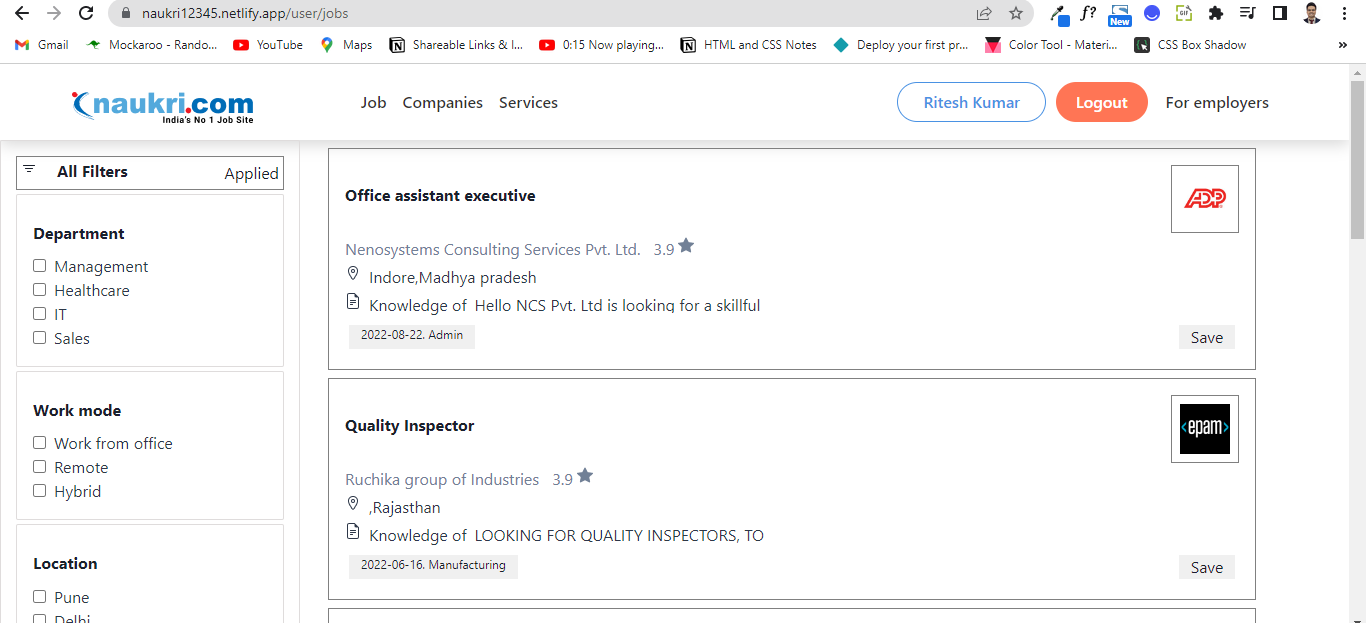 naukri12345.netlify.app/user/jobs
f?
New
GIF
Gmail
Mockaroo - Rando...
YouTube
Maps
Shareable Links & I...
0:15 Now playing...
HTML and CSS Notes
Deploy your first pr...
Color Tool - Materi...
CSS Box Shadow
»
naukri.com
India's No 1 Job Site
Job Companies Services
Ritesh Kumar
Logout
For employers
All Filters Applied
Department
Management
Healthcare
IT
Sales
Work mode
Work from office
Remote
Hybrid
Location
Pune
Delhi
Office assistant executive
ADP
Nenosystems Consulting Services Pvt. Ltd. 3.9
Indore,Madhya pradesh
Knowledge of Hello NCS Pvt. Ltd is looking for a skillful
2022-08-22. Admin
Save
Quality Inspector
<epam>
Ruchika group of Industries 3.9
,Rajasthan
Knowledge of LOOKING FOR QUALITY INSPECTORS, TO
2022-06-16. Manufacturing
Save